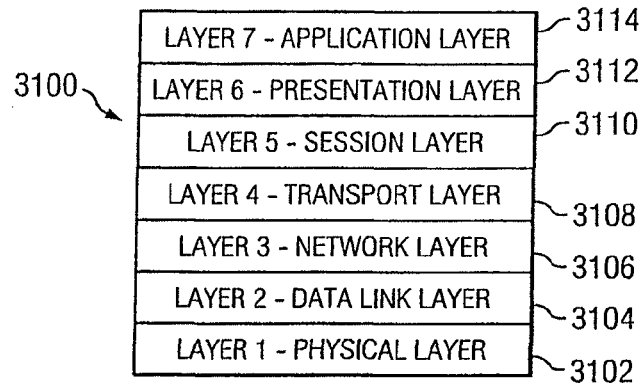 LAYER 7 - APPLICATION LAYER 3114
LAYER 6 - PRESENTATION LAYER 3112
3100
LAYER 5 - SESSION LAYER 3110
LAYER 4 - TRANSPORT LAYER 3108
LAYER 3 - NETWORK LAYER 3106
LAYER 2 - DATA LINK LAYER 3104
LAYER 1 - PHYSICAL LAYER 3102